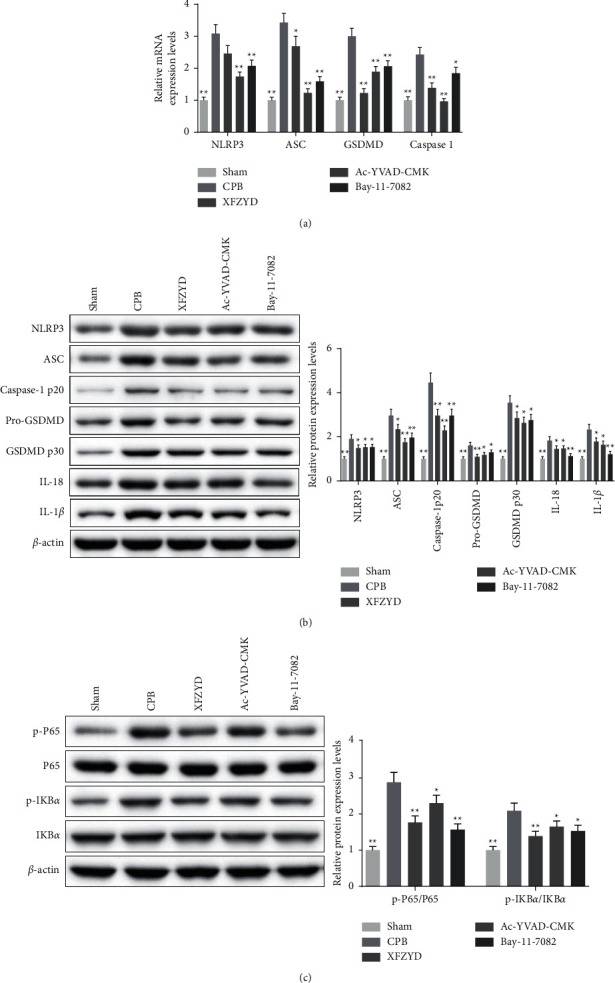 Relative mRNA
expression levels
4
3
2
1
0
** * ** ** ** * ** ** ** ** ** ** ** ** ** *
NLRP3 ASC GSDMD Caspase 1
Sham
CPB
XFZYD
Ac-YVAD-CMK
Bay-11-7082
(a)
Sham
CPB
XFZYD
Ac-YVAD-CMK
Bay-11-7082
NLRP3
ASC
Caspase-1 p20
Pro-GSDMD
GSDMD p30
IL-18
IL-1β
β-actin
Relative protein expression levels
6
4
2
0
NLRP3
ASC
Caspase-1p20
Pro-GSDMD
GSDMD p30
IL-18
IL-1β
Sham
CPB
XFZYD
Ac-YVAD-CMK
Bay-11-7082
(b)
Sham
CPB
XFZYD
Ac-YVAD-CMK
Bay-11-7082
p-P65
P65
p-IKBα
IKBα
β-actin
Relative protein expression levels
4
3
2
1
0
** ** * ** ** ** * *
p-P65/P65 p-IKBα/IKBα
Sham
CPB
XFZYD
Ac-YVAD-CMK
Bay-11-7082
(c)